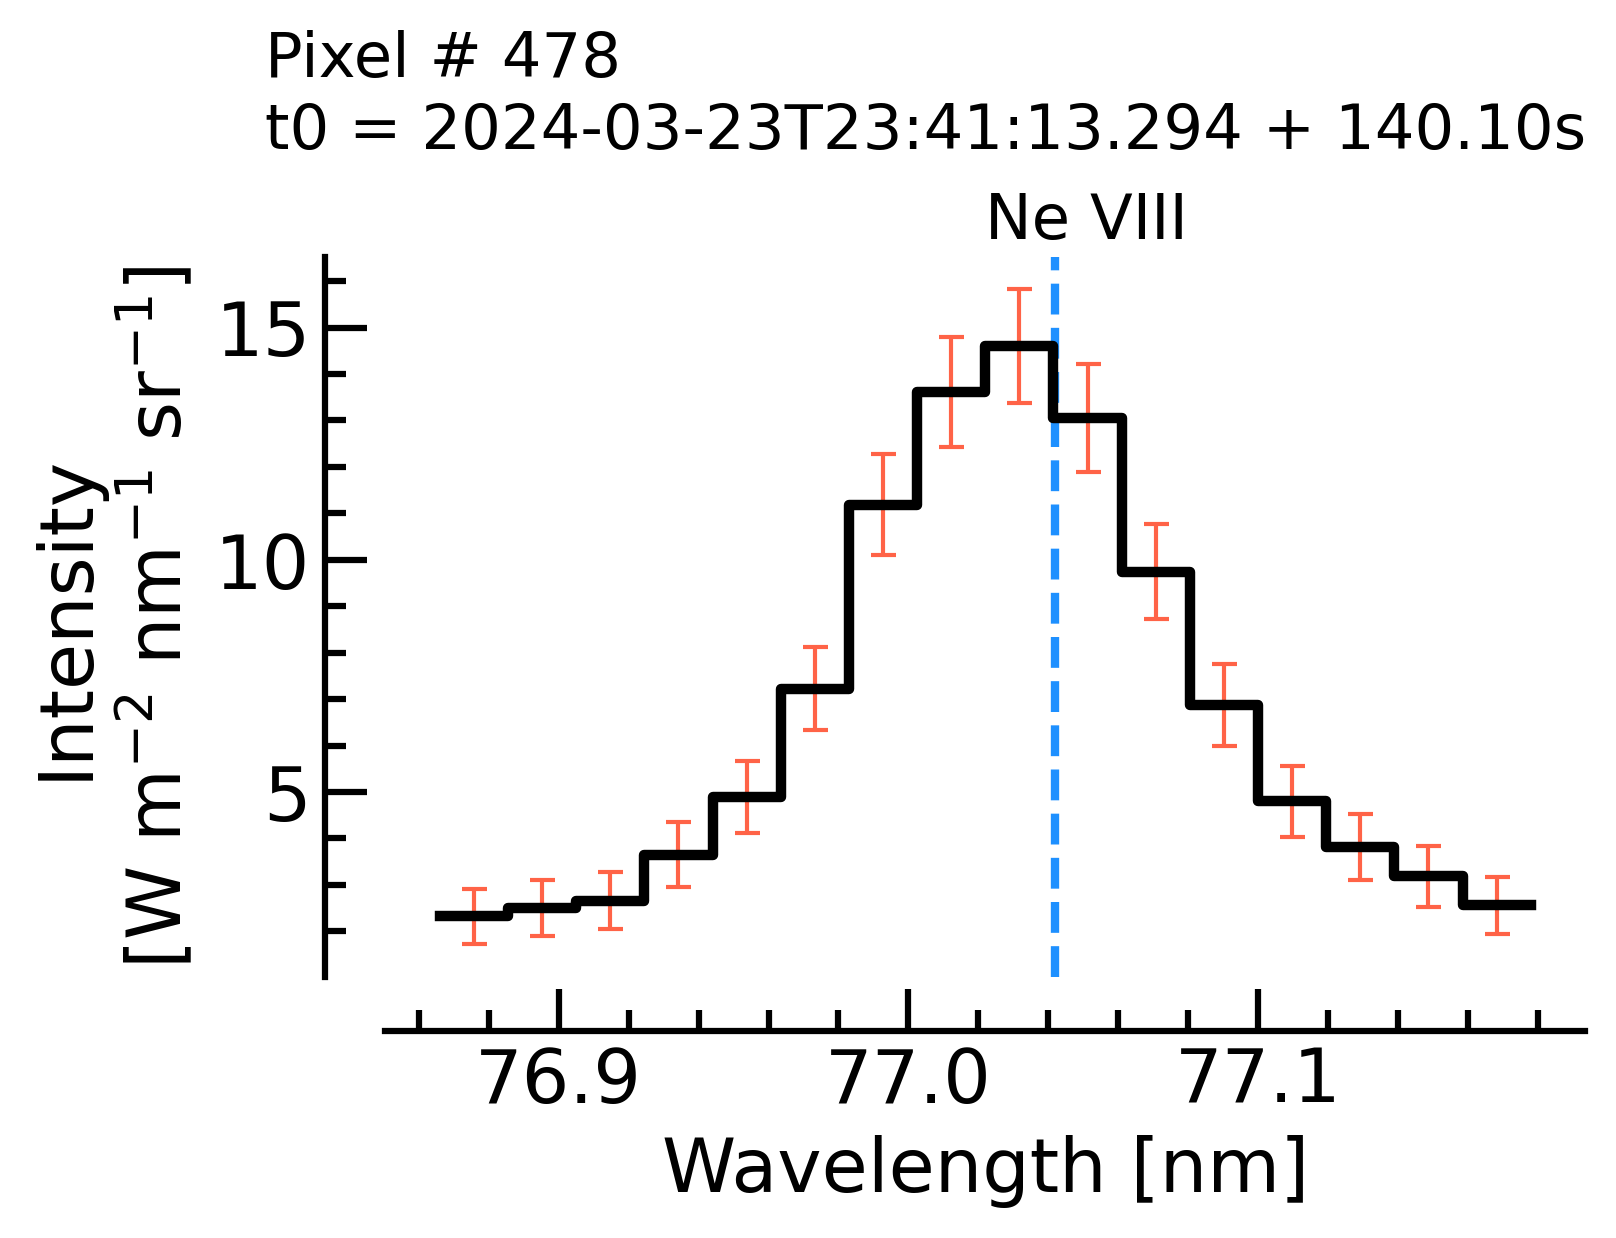 Pixel # 478
t0 = 2024-03-23T23:41:13.294 + 140.10s
Ne VIII
Intensity
[W m⁻² nm⁻¹ sr⁻¹]
15
10
5
76.9 77.0 77.1
Wavelength [nm]